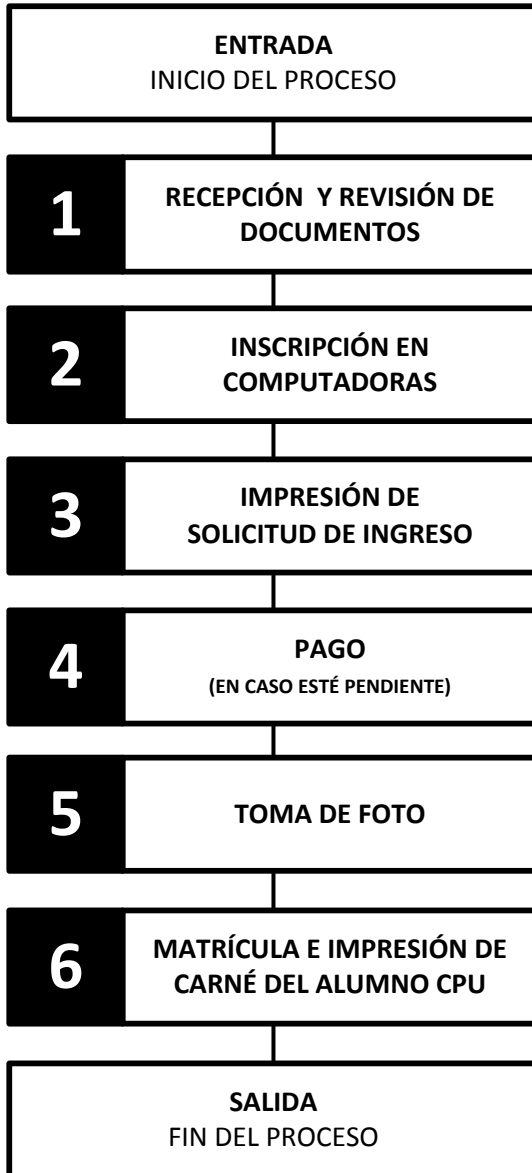 ENTRADA
INICIO DEL PROCESO
1
RECEPCIÓN Y REVISIÓN DE
DOCUMENTOS
2
INSCRIPCIÓN EN
COMPUTADORAS
3
IMPRESIÓN DE
SOLICITUD DE INGRESO
4
PAGO
(EN CASO ESTÉ PENDIENTE)
5
TOMA DE FOTO
6
MATRÍCULA E IMPRESIÓN DE
CARNÉ DEL ALUMNO CPU
SALIDA
FIN DEL PROCESO